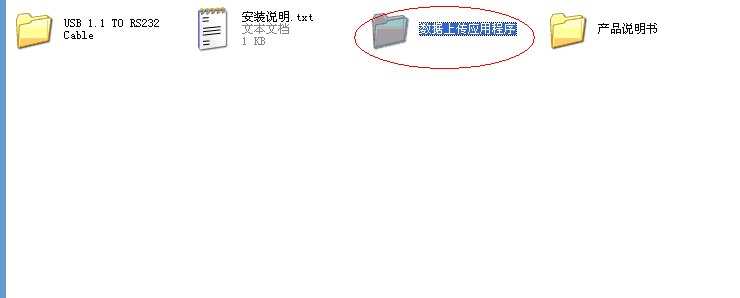 USB 1.1 TO RS232
Cable
安装说明.txt
文本文档
1 KB
数据上传应用程序
产品说明书